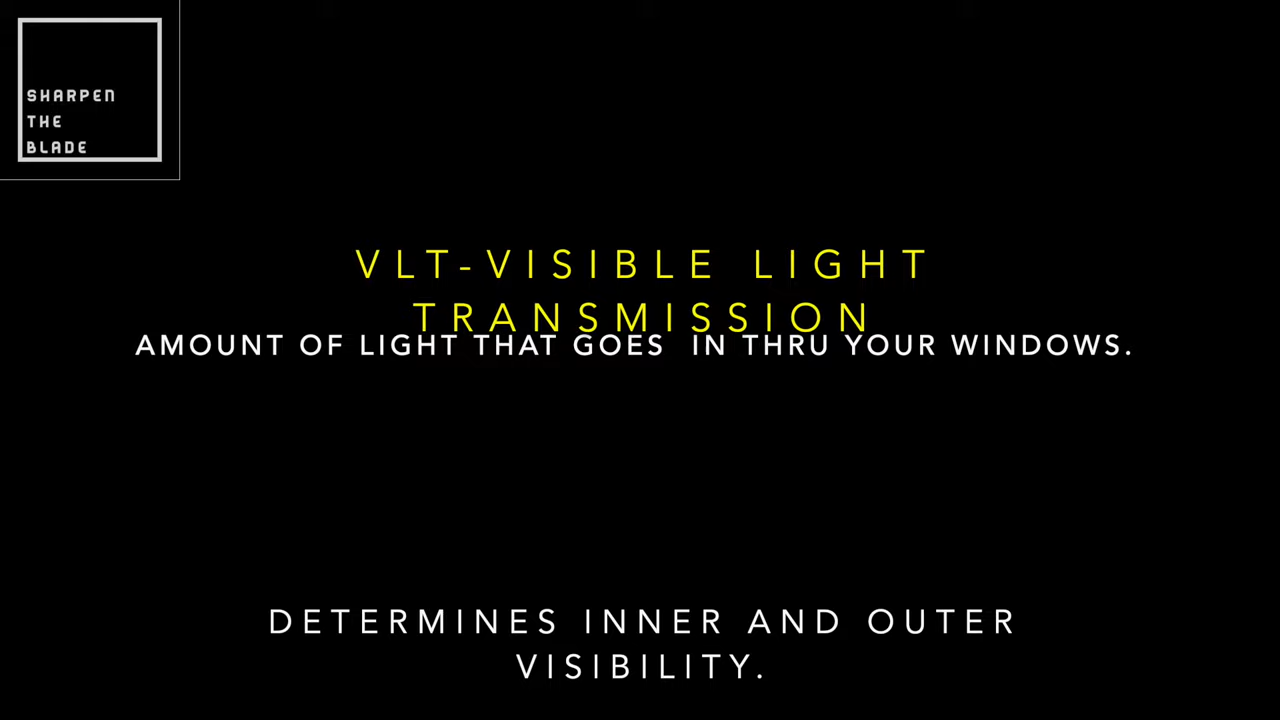 SHARPEN
THE
BLADE
VLT-VISIBLE LIGHT
TRANSMISSION
AMOUNT OF LIGHT THAT GOES IN THRU YOUR WINDOWS.
DETERMINES INNER AND OUTER
VISIBILITY.